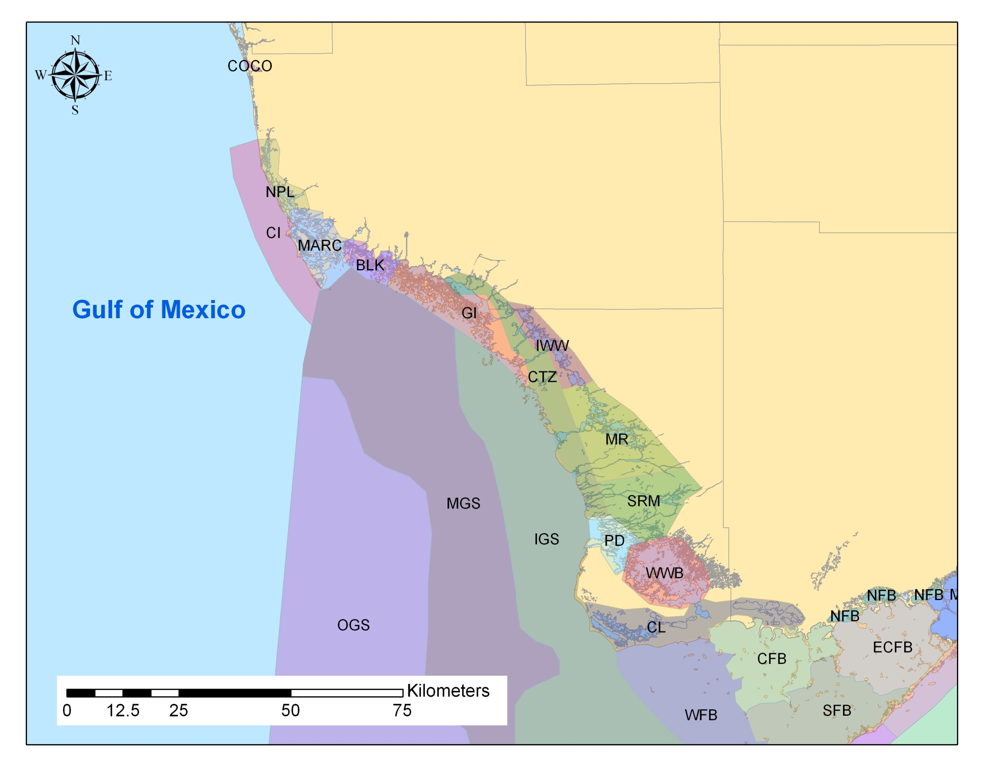 N
W E
S
COCO
NPL
CI
MARC
BLK
Gulf of Mexico
GI
IWW
CTZ
MR
SRM
MGS
IGS
PD
WWB
NFB NFB M
NFB
OGS
CL
ECFB
CFB
Kilometers
0 12.5 25 50 75
SFB
WFB